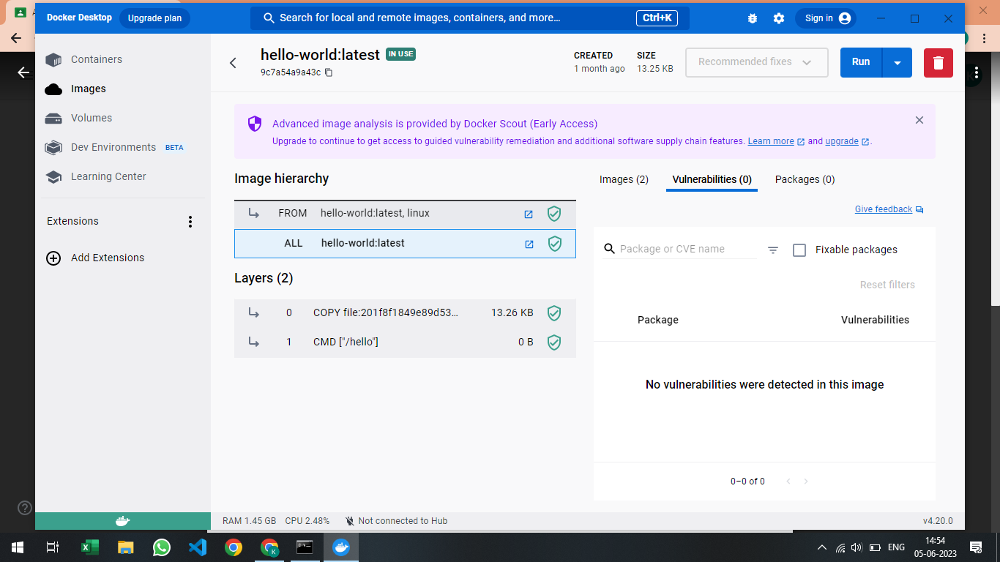 Docker Desktop Upgrade plan Search for local and remote images, containers, and more... Ctrl+K Sign in
Containers
Images
Volumes
Dev Environments BETA
Learning Center
Extensions
Add Extensions
hello-world:latest IN USE
9c7a54a9a43c
CREATED
1 month ago
SIZE
13.25 KB
Recommended fixes
Run
Advanced image analysis is provided by Docker Scout (Early Access)
Upgrade to continue to get access to guided vulnerability remediation and additional software supply chain features. Learn more and upgrade .
Image hierarchy
FROM hello-world:latest, linux
ALL hello-world:latest
Layers (2)
0 COPY file:201f8f1849e89d53... 13.26 KB
1 CMD ["/hello"] 0 B
Images (2) Vulnerabilities (0) Packages (0)
Give feedback
Package or CVE name Fixable packages
Reset filters
Package Vulnerabilities
No vulnerabilities were detected in this image
0–0 of 0
RAM 1.45 GB CPU 2.48% Not connected to Hub v4.20.0
ENG
14:54
05-06-2023